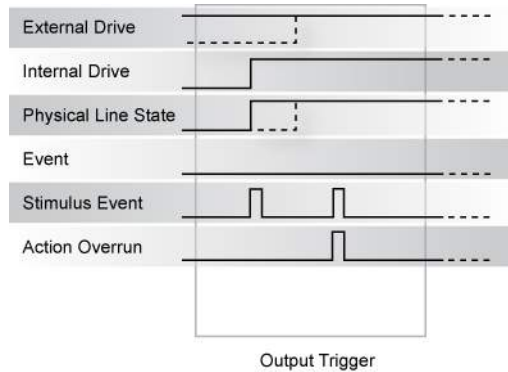 External Drive
Internal Drive
Physical Line State
Event
Stimulus Event
Action Overrun
Output Trigger